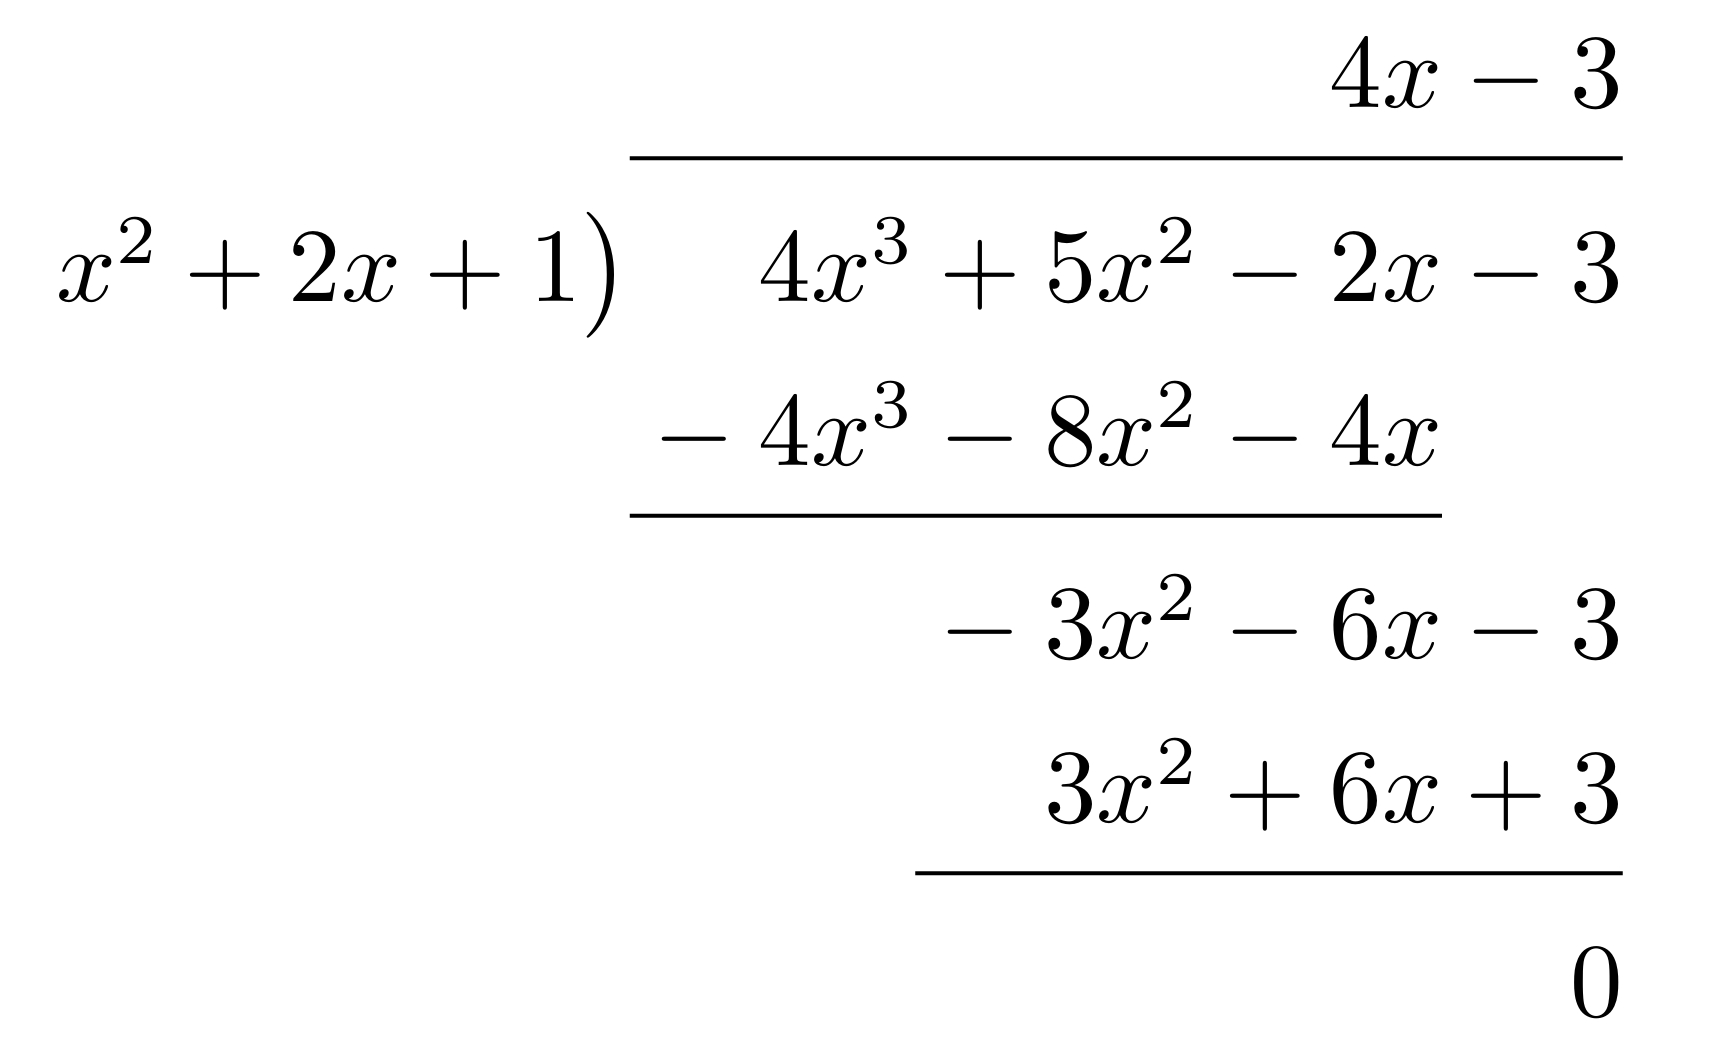 4x − 3
x² + 2x + 1) 4x³ + 5x² − 2x − 3
− 4x³ − 8x² − 4x
− 3x² − 6x − 3
3x² + 6x + 3
0